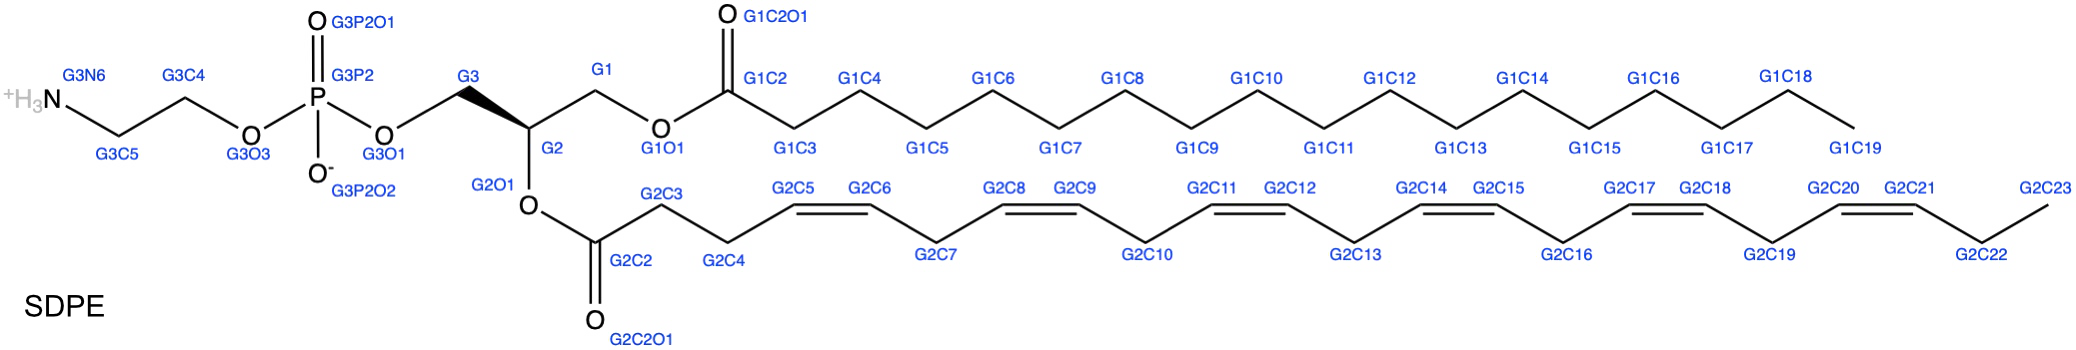 O G3P2O1
O G1C2O1
G3N6 G3C4 G3P2 G3 G1 G1C2 G1C4 G1C6 G1C8 G1C10 G1C12 G1C14 G1C16 G1C18
+H3N P
O O O
G3C5 G3O3 G3O1 G2 G1O1 G1C3 G1C5 G1C7 G1C9 G1C11 G1C13 G1C15 G1C17 G1C19
O- G3P2O2
G2O1 G2C3 G2C5 G2C6 G2C8 G2C9 G2C11 G2C12 G2C14 G2C15 G2C17 G2C18 G2C20 G2C21 G2C23
O
G2C2 G2C4 G2C7 G2C10 G2C13 G2C16 G2C19 G2C22
SDPE
O
G2C2O1